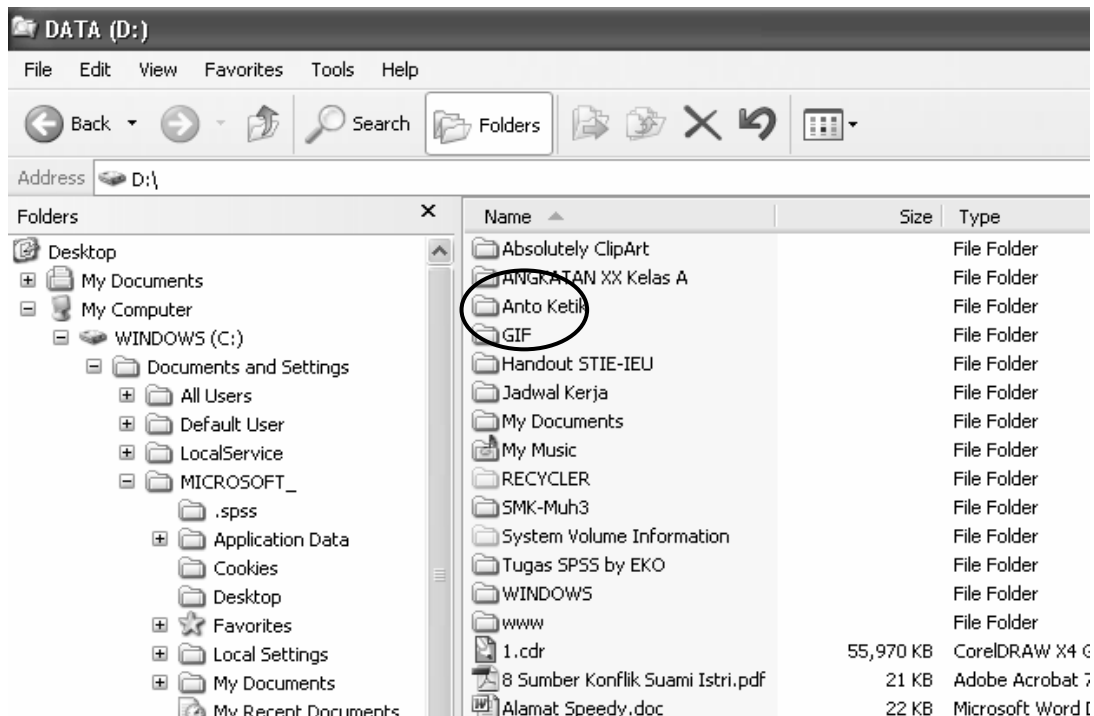 DATA (D:)
File Edit View Favorites Tools Help
Back Search Folders
Address D:\
Folders
Desktop
My Documents
My Computer
WINDOWS (C:)
Documents and Settings
All Users
Default User
LocalService
MICROSOFT_
.spss
Application Data
Cookies
Desktop
Favorites
Local Settings
My Documents
My Recent Documents
Name Size Type
Absolutely ClipArt File Folder
ANGKATAN XX Kelas A File Folder
Anto Ketik File Folder
GIF File Folder
Handout STIE-IEU File Folder
Jadwal Kerja File Folder
My Documents File Folder
My Music File Folder
RECYCLER File Folder
SMK-Muh3 File Folder
System Volume Information File Folder
Tugas SPSS by EKO File Folder
WINDOWS File Folder
www File Folder
1.cdr 55,970 KB CorelDRAW X4 G
8 Sumber Konflik Suami Istri.pdf 21 KB Adobe Acrobat 7
Alamat Speedy.doc 22 KB Microsoft Word D